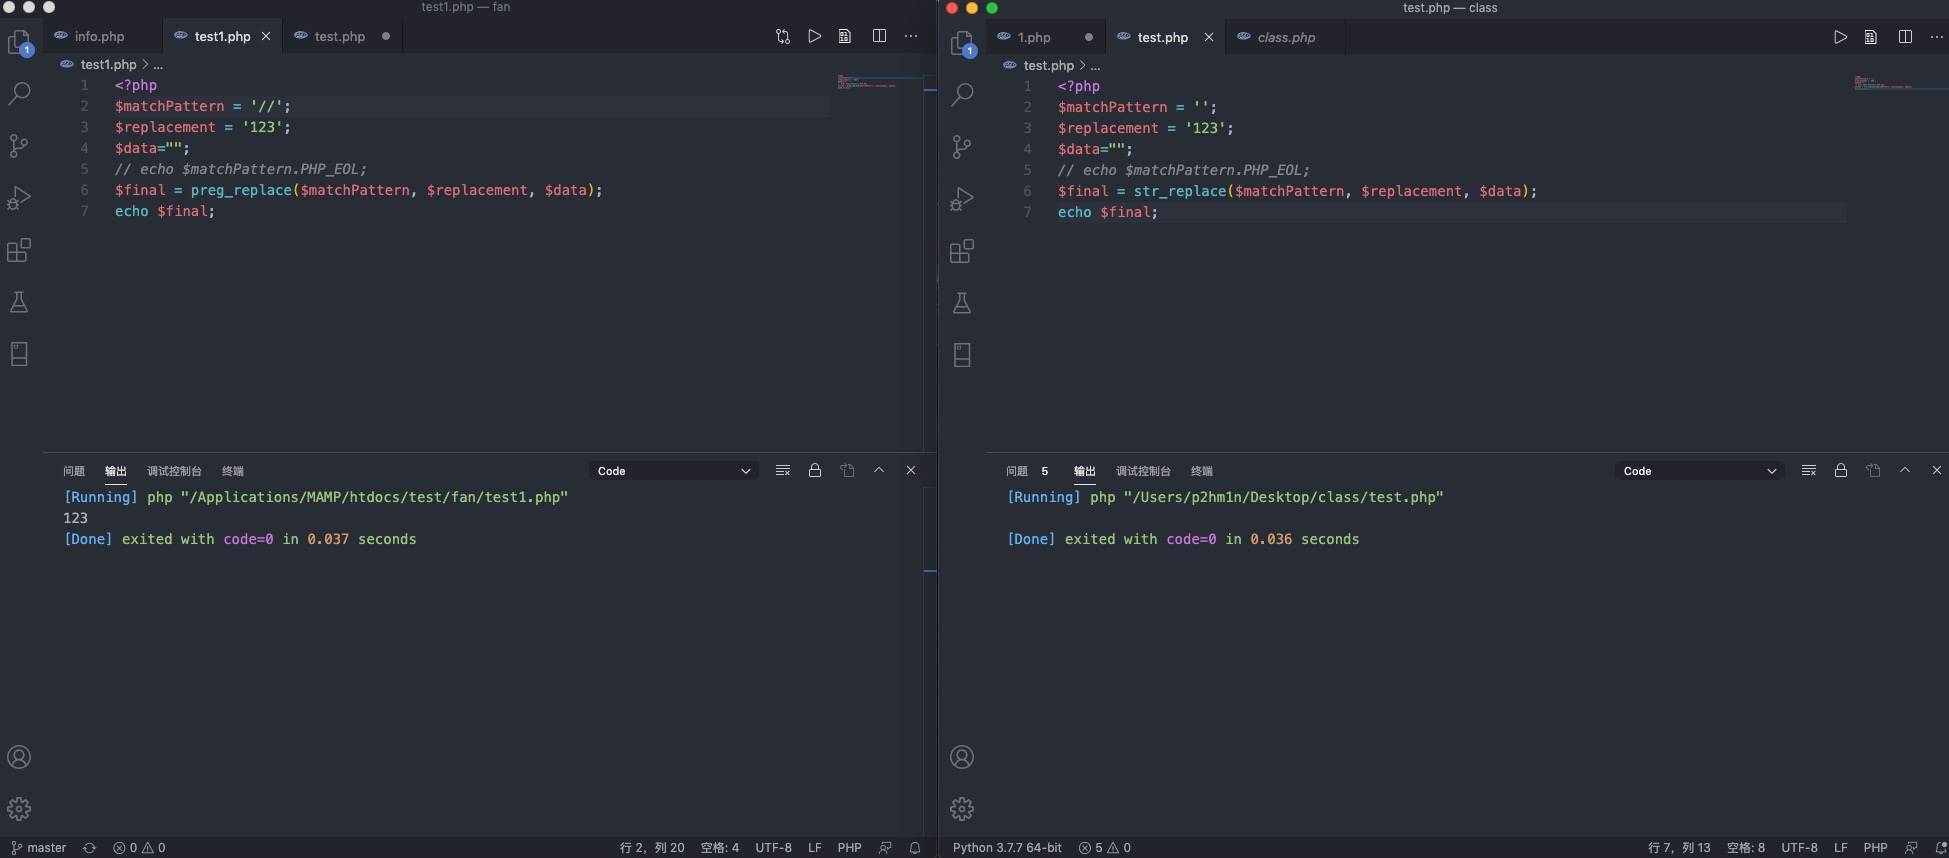 test1.php — fan
info.php
test1.php
test.php
1
test1.php > ...
1 <?php
2 $matchPattern = '//';
3 $replacement = '123';
4 $data="";
5 // echo $matchPattern.PHP_EOL;
6 $final = preg_replace($matchPattern, $replacement, $data);
7 echo $final;
问题 输出 调试控制台 终端
Code
[Running] php "/Applications/MAMP/htdocs/test/fan/test1.php"
123
[Done] exited with code=0 in 0.037 seconds
master 0 0 行 2，列 20 空格: 4 UTF-8 LF PHP
test.php — class
1.php
test.php
class.php
1
test.php > ...
1 <?php
2 $matchPattern = '';
3 $replacement = '123';
4 $data="";
5 // echo $matchPattern.PHP_EOL;
6 $final = str_replace($matchPattern, $replacement, $data);
7 echo $final;
问题 5 输出 调试控制台 终端
Code
[Running] php "/Users/p2hm1n/Desktop/class/test.php"
[Done] exited with code=0 in 0.036 seconds
Python 3.7.7 64-bit 5 0 行 7，列 13 空格: 8 UTF-8 LF PHP